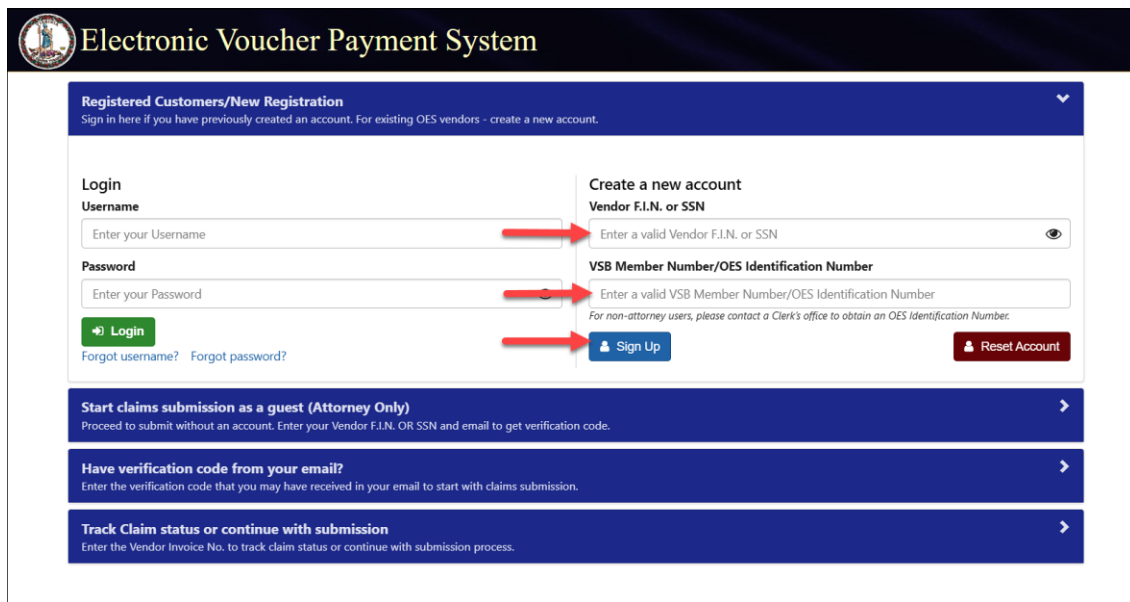 Electronic Voucher Payment System
Registered Customers/New Registration
Sign in here if you have previously created an account. For existing OES vendors - create a new account.
Login
Username
Enter your Username
Password
Enter your Password
Login
Forgot username? Forgot password?
Create a new account
Vendor F.I.N. or SSN
Enter a valid Vendor F.I.N. or SSN
VSB Member Number/OES Identification Number
Enter a valid VSB Member Number/OES Identification Number
For non-attorney users, please contact a Clerk's office to obtain an OES Identification Number.
Sign Up
Reset Account
Start claims submission as a guest (Attorney Only)
Proceed to submit without an account. Enter your Vendor F.I.N. OR SSN and email to get verification code.
Have verification code from your email?
Enter the verification code that you may have received in your email to start with claims submission.
Track Claim status or continue with submission
Enter the Vendor Invoice No. to track claim status or continue with submission process.